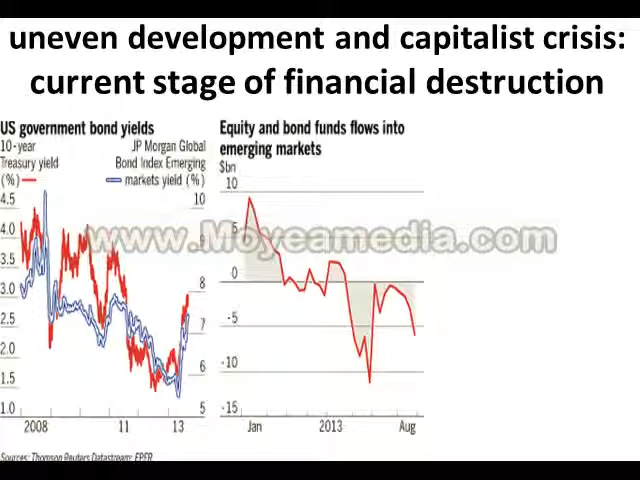 uneven development and capitalist crisis:
current stage of financial destruction
US government bond yields
10-year
Treasury yield
(%)
JP Morgan Global
Bond Index Emerging
markets yield (%)
4.5
4.0
3.5
3.0
2.5
2.0
1.5
1.0
10
9
8
7
6
5
2008
11
13
Equity and bond funds flows into
emerging markets
$bn
10
5
0
-5
-10
-15
Jan
2013
Aug
www.Moyeamedia.com
Sources: Thomson Reuters Datastream; EPFR